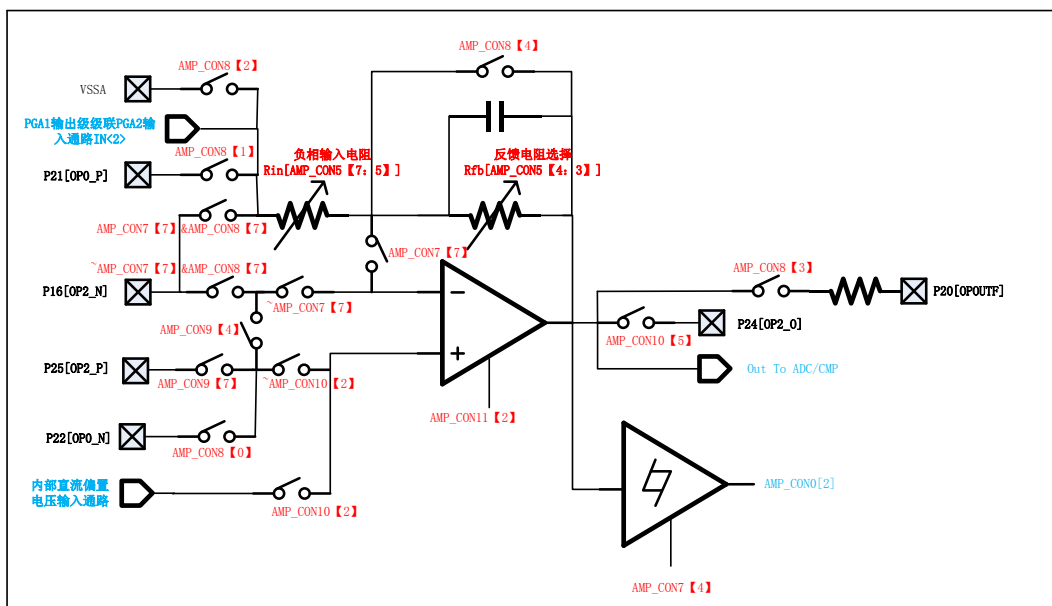 AMP_CON8【4】
AMP_CON8【2】
VSSA
PGA1输出级级联PGA2输
入通路IN<2>
AMP_CON8【1】
负相输入电阻
Rin[AMP_CON5【7：5】]
反馈电阻选择
Rfb[AMP_CON5【4：3】]
P21[OP0_P]
AMP_CON7【7】&AMP_CON8【7】
AMP_CON7【7】
~AMP_CON7【7】&AMP_CON8【7】
P16[OP2_N]
~AMP_CON7【7】
AMP_CON8【3】
P20[OPOUTF]
P24[OP2_O]
AMP_CON10【5】
AMP_CON9【4】
P25[OP2_P]
AMP_CON9【7】
~AMP_CON10【2】
Out To ADC/CMP
AMP_CON11【2】
P22[OP0_N]
AMP_CON8【0】
内部直流偏置
电压输入通路
AMP_CON10【2】
AMP_CON0[2]
AMP_CON7【4】